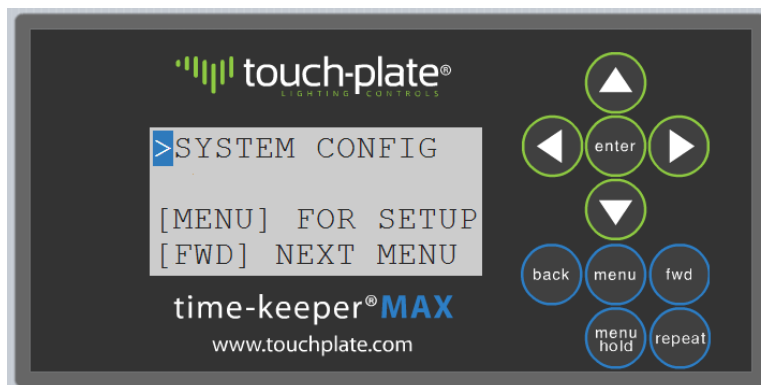 touch-plate®
LIGHTING CONTROLS
>SYSTEM CONFIG
[MENU] FOR SETUP
[FWD] NEXT MENU
time-keeper®MAX
www.touchplate.com
enter
back
menu
fwd
menu
hold
repeat